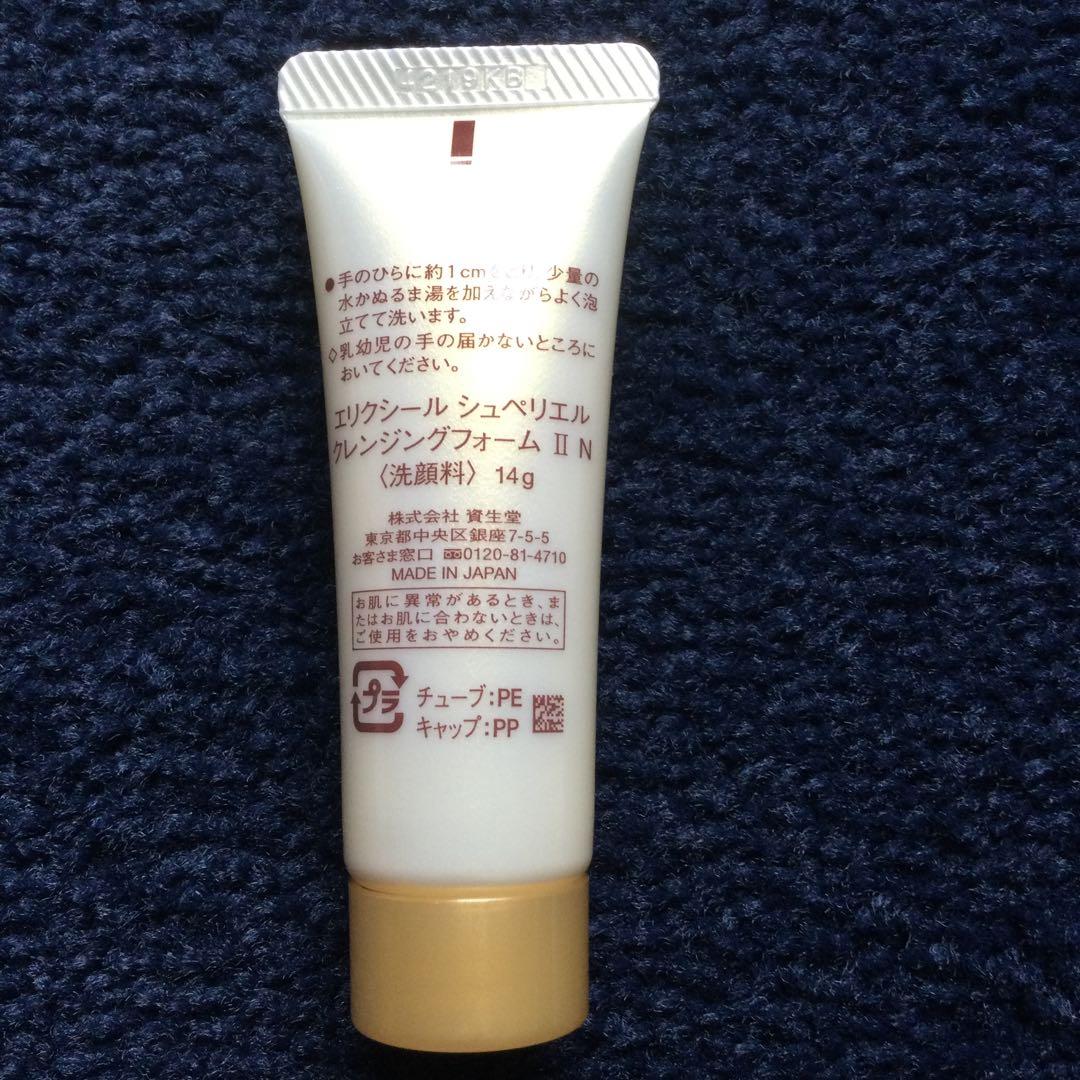 4219KB
●手のひらに約1cmをとり、少量の
水かぬるま湯を加えながらよく泡
立てて洗います。
◇乳幼児の手の届かないところに
おいてください。
エリクシール シュペリエル
クレンジングフォーム Ⅱ N
〈洗顔料〉 14g
株式会社 資生堂
東京都中央区銀座7-5-5
お客さま窓口 0120-81-4710
MADE IN JAPAN
お肌に異常があるとき、ま
たはお肌に合わないときは、
ご使用をおやめください。
プラ
チューブ:PE
キャップ:PP